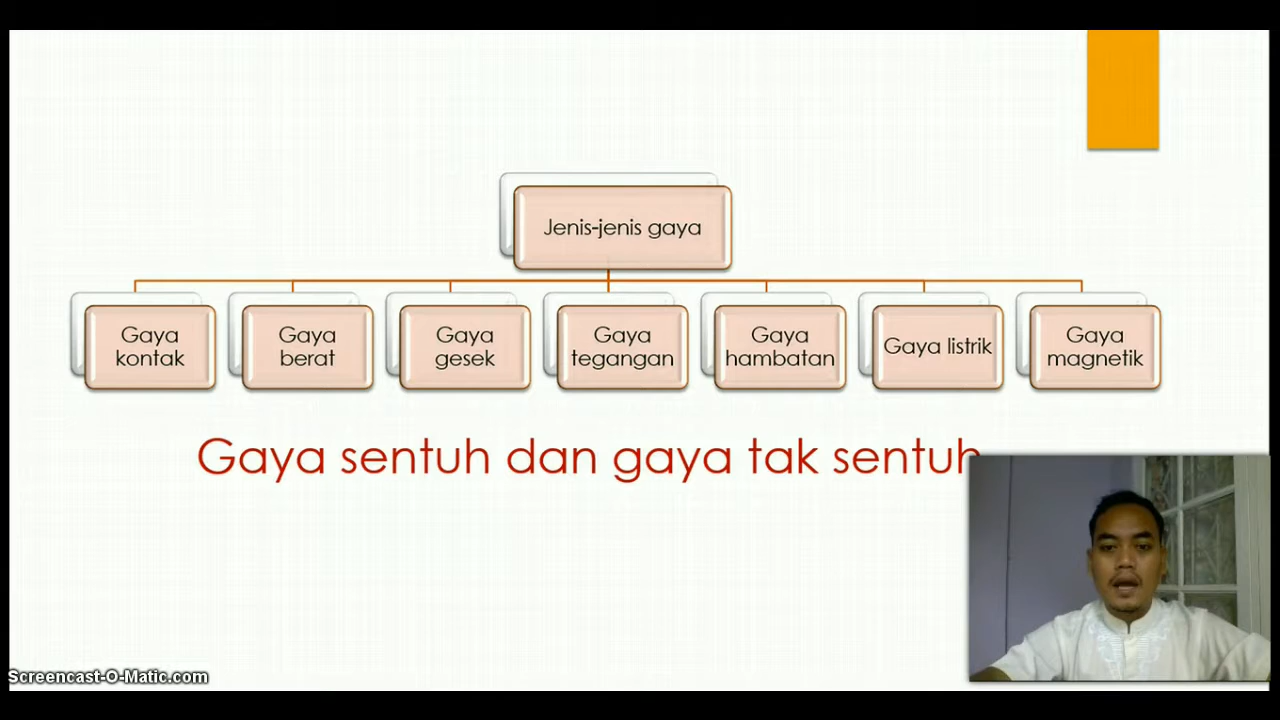 Jenis-jenis gaya
Gaya
kontak
Gaya
berat
Gaya
gesek
Gaya
tegangan
Gaya
hambatan
Gaya listrik
Gaya
magnetik
Gaya sentuh dan gaya tak sentuh
Screencast-O-Matic.com